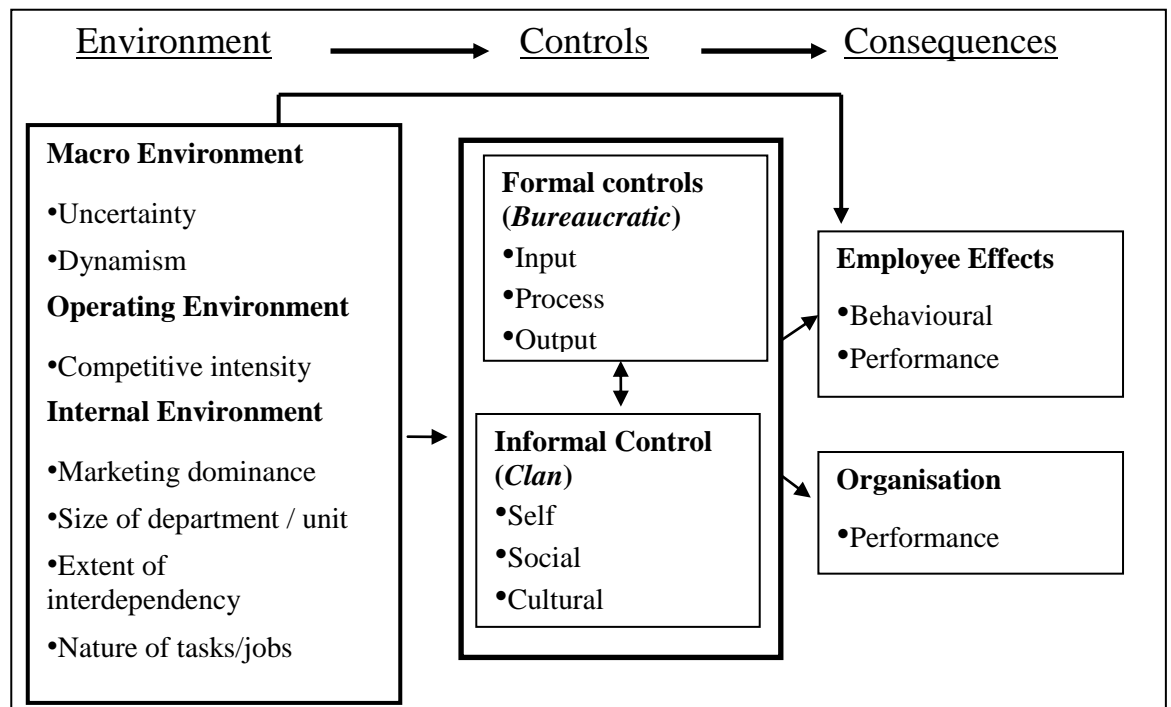 Environment
Controls
Consequences
Macro Environment
•Uncertainty
•Dynamism
Operating Environment
•Competitive intensity
Internal Environment
•Marketing dominance
•Size of department / unit
•Extent of
interdependency
•Nature of tasks/jobs
Formal controls
(Bureaucratic)
•Input
•Process
•Output
Informal Control
(Clan)
•Self
•Social
•Cultural
Employee Effects
•Behavioural
•Performance
Organisation
•Performance